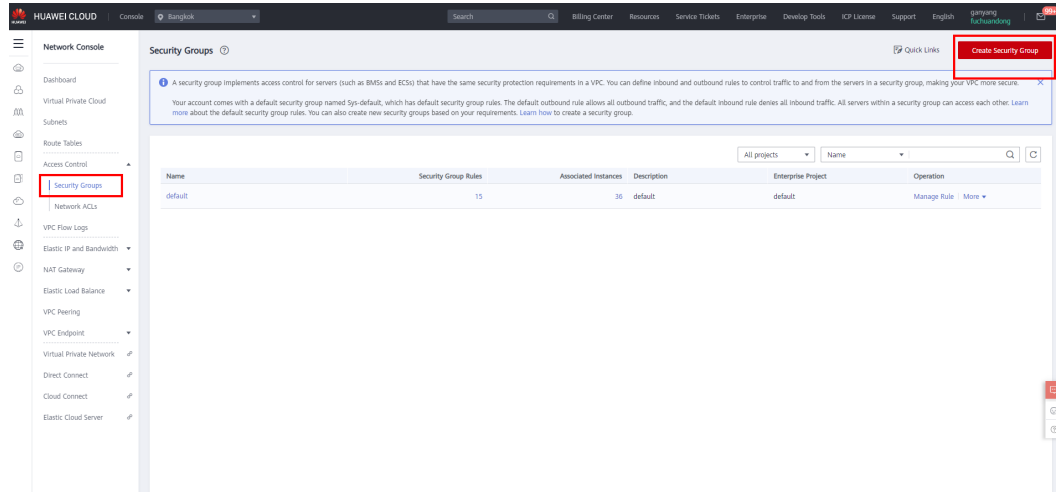 HUAWEI
HUAWEI CLOUD | Console Bangkok Search Billing Center Resources Service Tickets Enterprise Develop Tools ICP License Support English ganyang 99+
fuchuandong
Network Console
Dashboard
Virtual Private Cloud
Subnets
Route Tables
Access Control
Security Groups
Network ACLs
VPC Flow Logs
Elastic IP and Bandwidth
NAT Gateway
Elastic Load Balance
VPC Peering
VPC Endpoint
Virtual Private Network
Direct Connect
Cloud Connect
Elastic Cloud Server
Security Groups
Quick Links
Create Security Group
A security group implements access control for servers (such as BMSs and ECSs) that have the same security protection requirements in a VPC. You can define inbound and outbound rules to control traffic to and from the servers in a security group, making your VPC more secure.
Your account comes with a default security group named Sys-default, which has default security group rules. The default outbound rule allows all outbound traffic, and the default inbound rule denies all inbound traffic. All servers within a security group can access each other. Learn
more about the default security group rules. You can also create new security groups based on your requirements. Learn how to create a security group.
All projects Name
Name Security Group Rules Associated Instances Description Enterprise Project Operation
default 15 36 default default Manage Rule | More